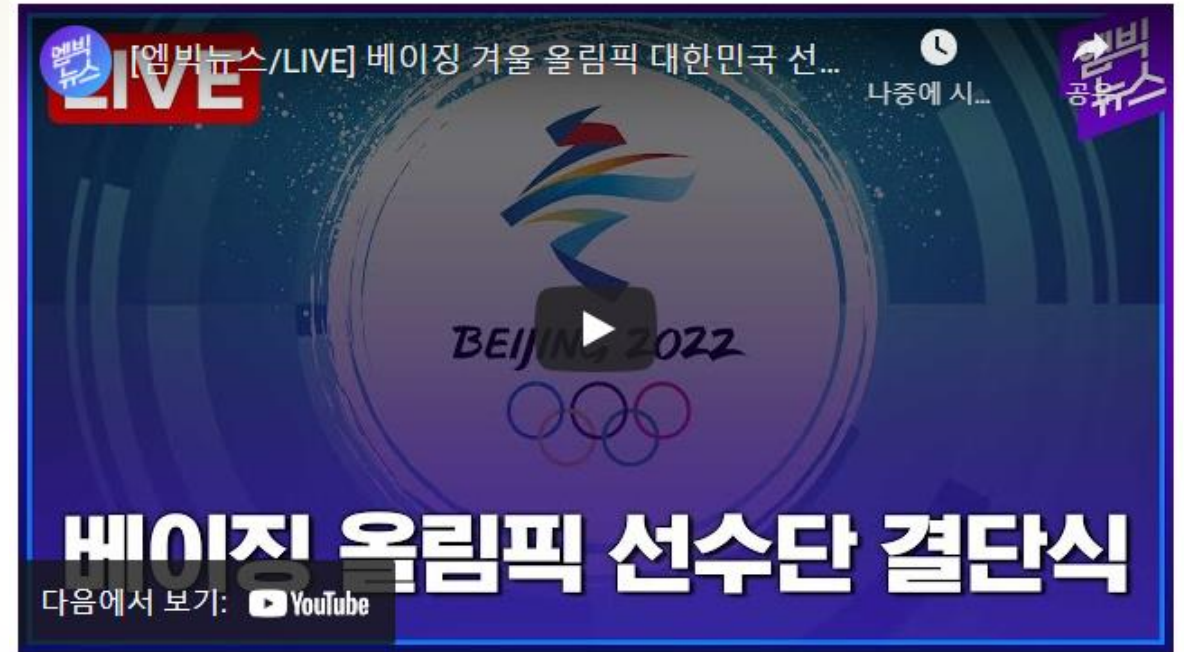 엠빅
뉴스
LIVE
[엠빅뉴스/LIVE] 베이징 겨울 올림픽 대한민국 선...
나중에 시...
공유
엠빅
뉴스
BEIJING 2022
베이징 올림픽 선수단 결단식
다음에서 보기: YouTube